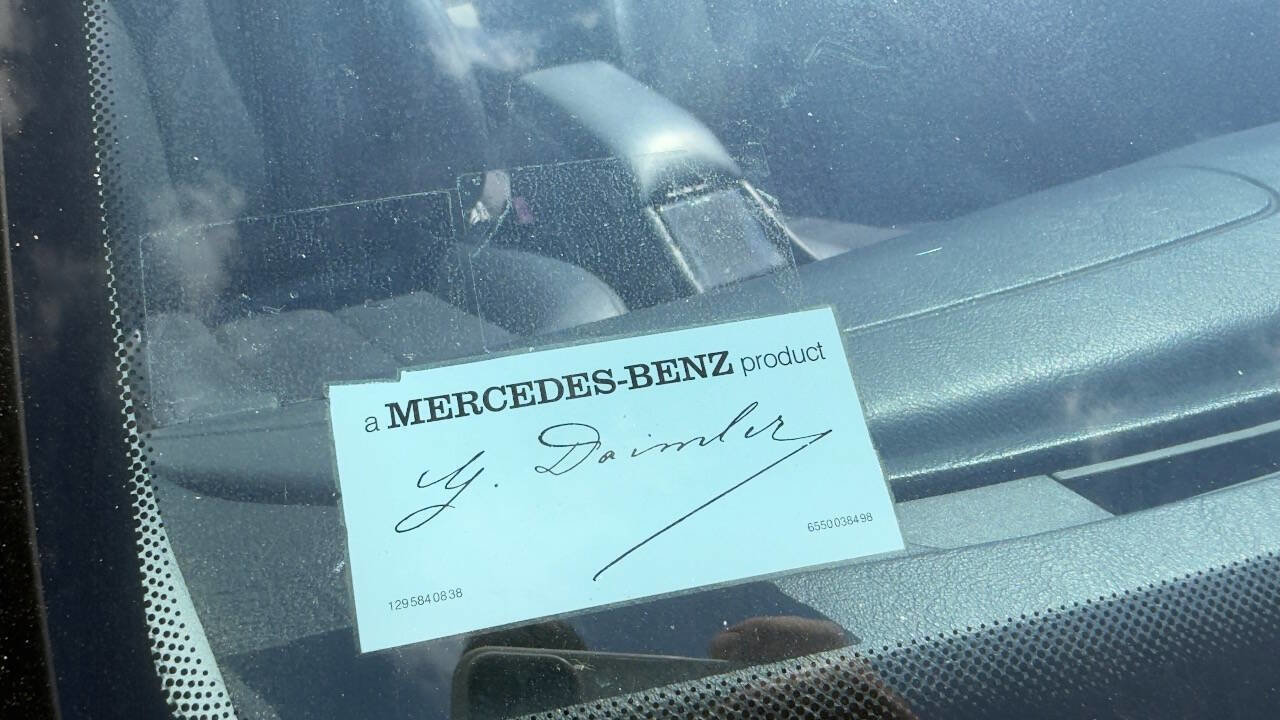 a MERCEDES-BENZ product
G. Daimler
6550038498
1295840838